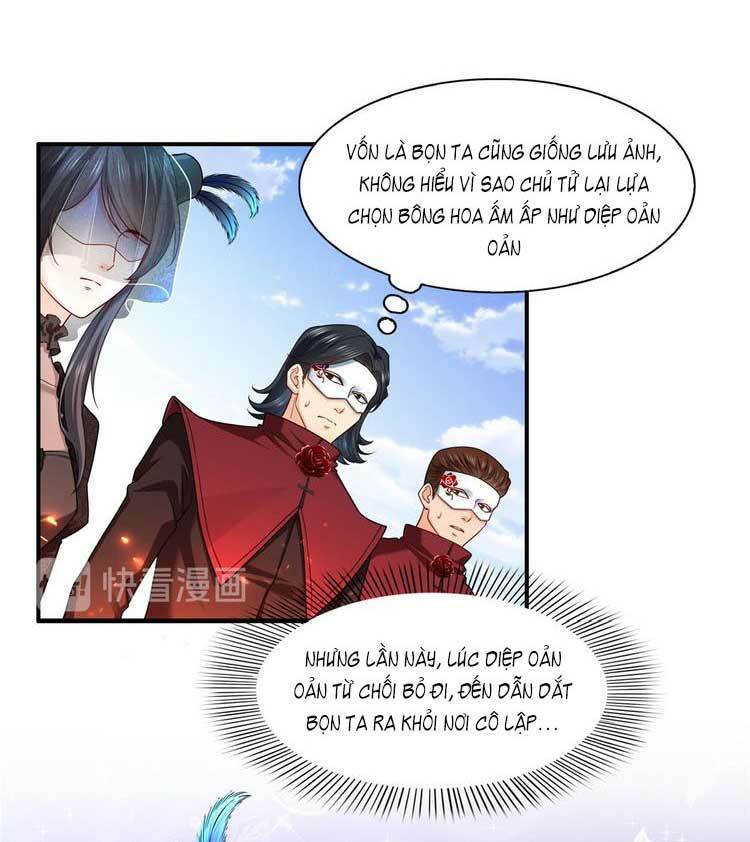 VỐN LÀ BỌN TA CŨNG GIỐNG LƯU ẢNH,
KHÔNG HIỂU VÌ SAO CHỦ TỬ LẠI LỰA
CHỌN BÔNG HOA ẤM ÁP NHƯ DIỆP OẢN
OẢN
快看漫画
NHƯNG LẦN NÀY, LÚC DIỆP OẢN
OẢN TỪ CHỐI BỎ ĐI, ĐẾN DẪN DẮT
BỌN TA RA KHỎI NƠI CÔ LẬP...